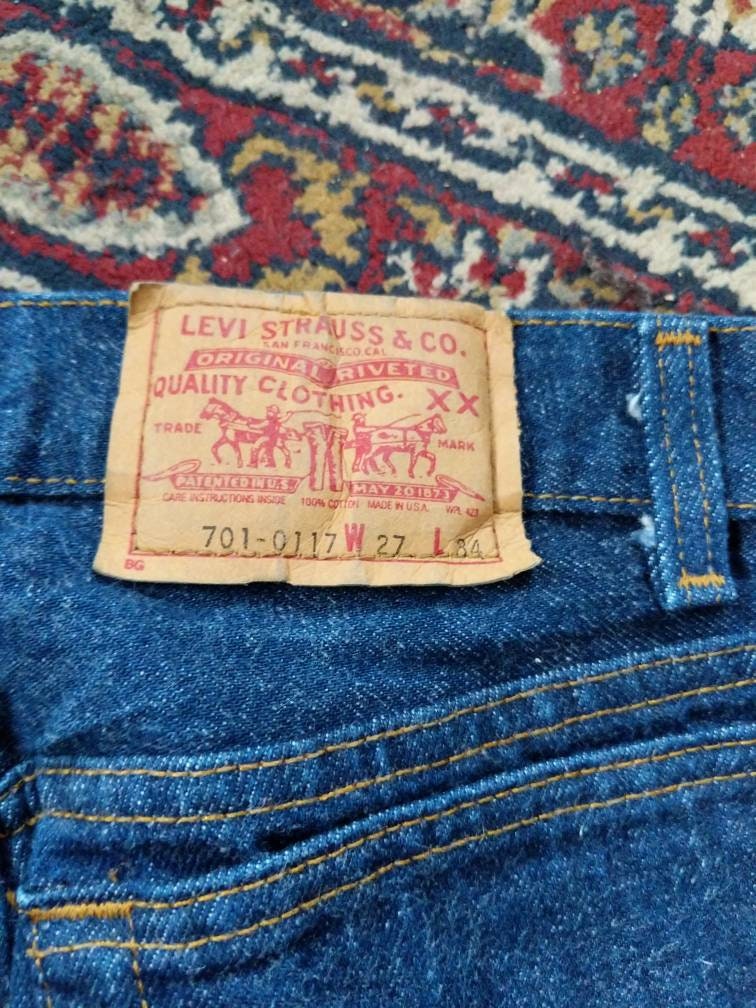 LEVI STRAUSS & CO.
SAN FRANCISCO, CAL.
ORIGINAL RIVETED
QUALITY CLOTHING. XX
TRADE MARK
PATENTED IN U.S. MAY 20 1873
CARE INSTRUCTIONS INSIDE 100% COTTON MADE IN U.S.A. WPL 423
701-0117 W 27 L 34
BG